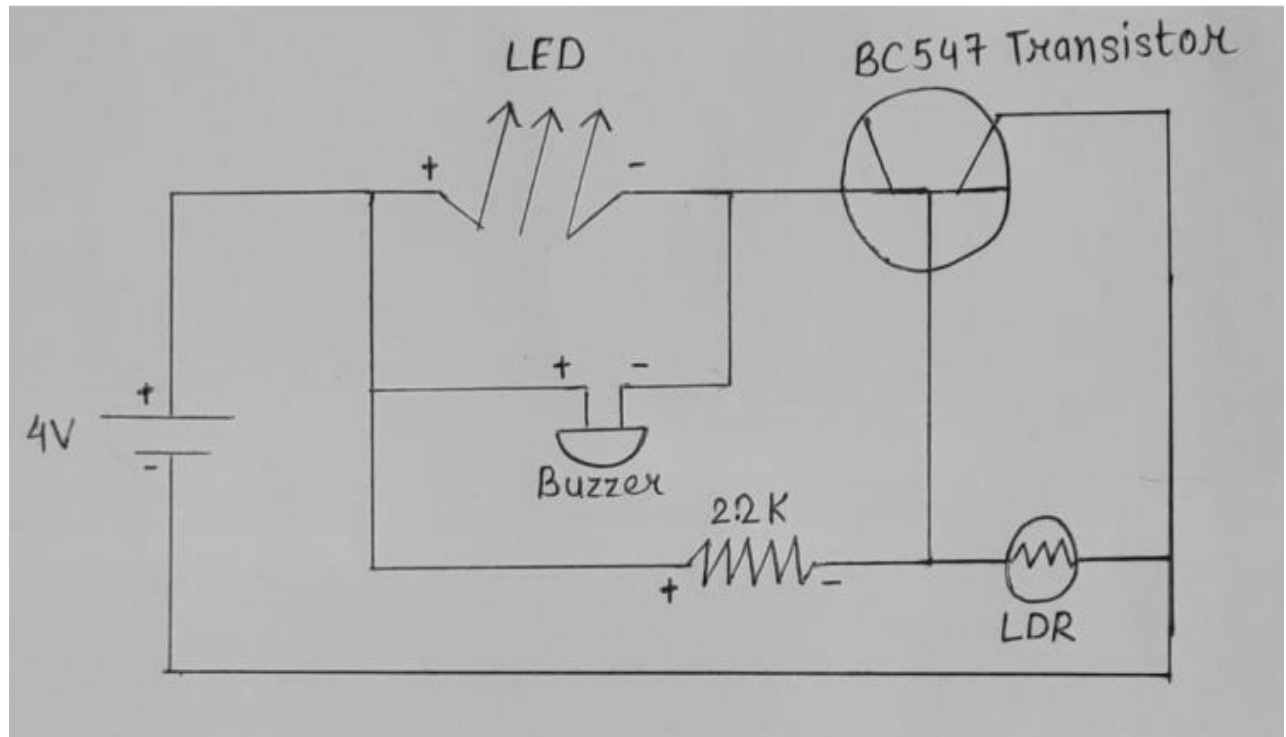 LED
BC547 Transistor
+ -
+
4V
-
+ -
Buzzer
2.2K
+ -
LDR